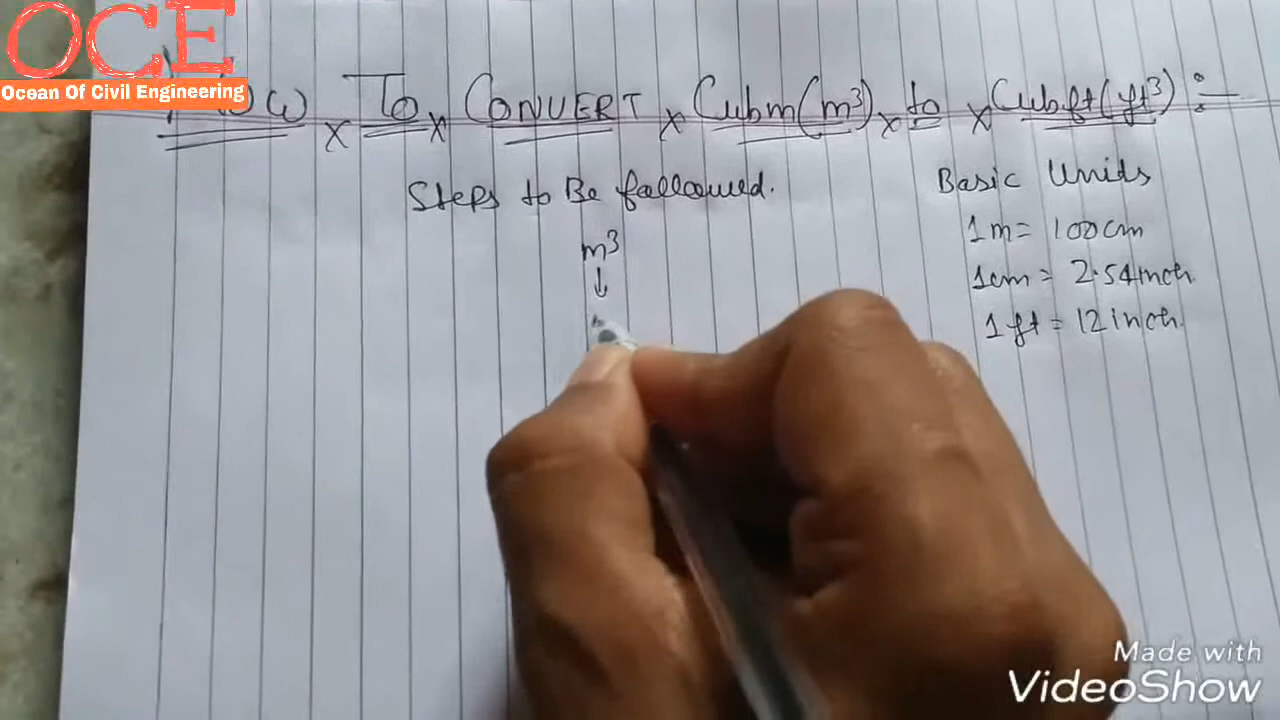 OCE
Ocean Of Civil Engineering
How x To x CONVERT x Cubm(m³) x to x Cubft(ft³) :-
Steps to Be followed.
m³
↓
Basic Units
1m = 100cm
1cm = 2.54inch
1ft = 12inch
Made with
VideoShow